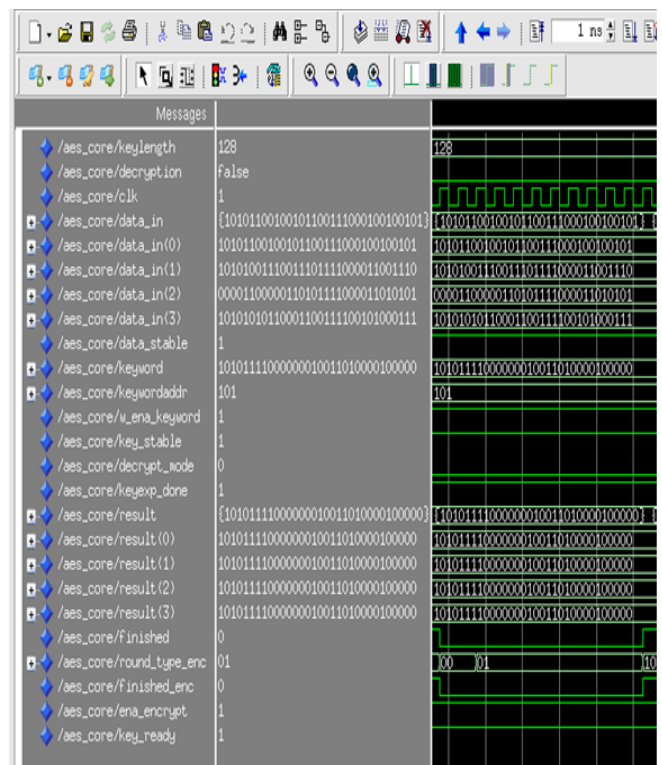 1 ns
Messages
/aes_core/keylength 128 128
/aes_core/decryption false
/aes_core/clk 1
/aes_core/data_in {10101100100101100111000100100101} {10101100100101100111000100100101} {
/aes_core/data_in(0) 10101100100101100111000100100101 10101100100101100111000100100101
/aes_core/data_in(1) 10101001110011101111000011001110 10101001110011101111000011001110
/aes_core/data_in(2) 00001100000110101111000011010101 00001100000110101111000011010101
/aes_core/data_in(3) 10101010110001100111100101000111 10101010110001100111100101000111
/aes_core/data_stable 1
/aes_core/keyword 10101111000000010011010000100000 10101111000000010011010000100000
/aes_core/keywordaddr 101 101
/aes_core/w_ena_keyword 1
/aes_core/key_stable 1
/aes_core/decrypt_mode 0
/aes_core/keyexp_done 1
/aes_core/result {10101111000000010011010000100000} {10101111000000010011010000100000} {
/aes_core/result(0) 10101111000000010011010000100000 10101111000000010011010000100000
/aes_core/result(1) 10101111000000010011010000100000 10101111000000010011010000100000
/aes_core/result(2) 10101111000000010011010000100000 10101111000000010011010000100000
/aes_core/result(3) 10101111000000010011010000100000 10101111000000010011010000100000
/aes_core/finished 0
/aes_core/round_type_enc 01 00 01 10
/aes_core/finished_enc 0
/aes_core/ena_encrypt 1
/aes_core/key_ready 1